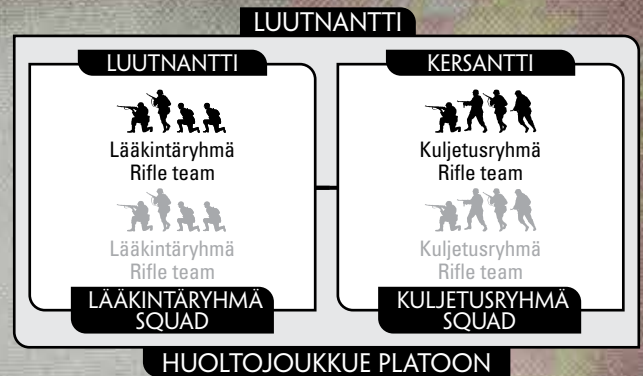 LUUTNANTTI
LUUTNANTTI
Lääkintäryhmä
Rifle team
Lääkintäryhmä
Rifle team
LÄÄKINTÄRYHMÄ
SQUAD
KERSANTTI
Kuljetusryhmä
Rifle team
Kuljetusryhmä
Rifle team
KULJETUSRYHMÄ
SQUAD
HUOLTOJOUKKUE PLATOON